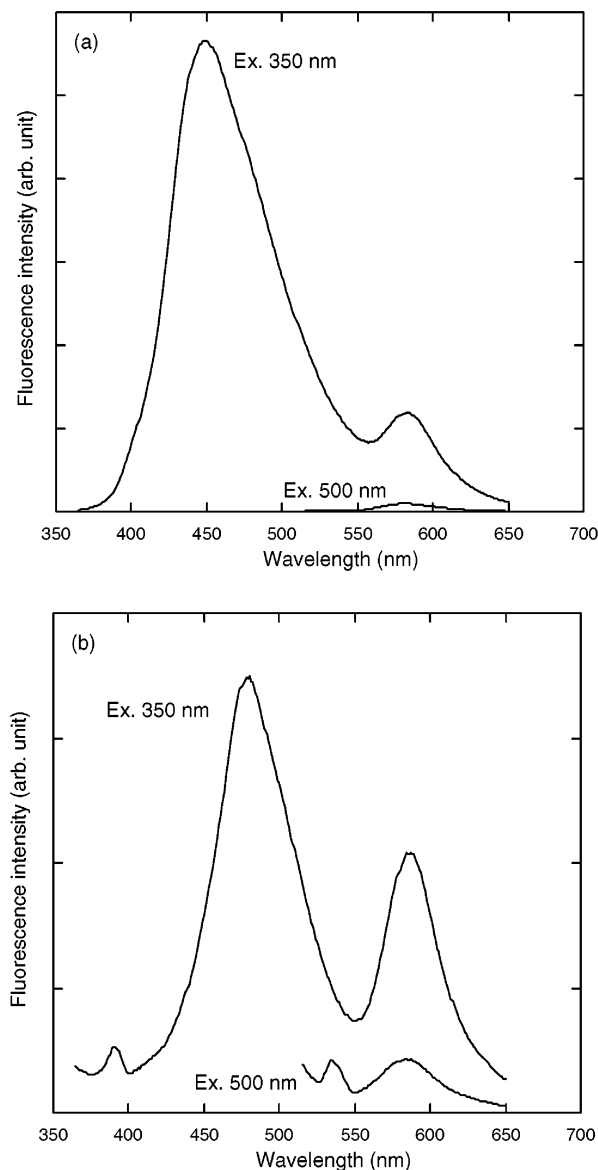 (a)
Ex. 350 nm
Ex. 500 nm
Fluorescence intensity (arb. unit)
350 400 450 500 550 600 650 700
Wavelength (nm)
(b)
Ex. 350 nm
Ex. 500 nm
Fluorescence intensity (arb. unit)
350 400 450 500 550 600 650 700
Wavelength (nm)